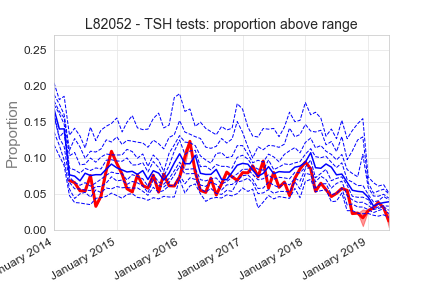 L82052 - TSH tests: proportion above range
Proportion
0.25
0.20
0.15
0.10
0.05
0.00
2014
January 2015
January 2016
January 2017
January 2018
January 2019